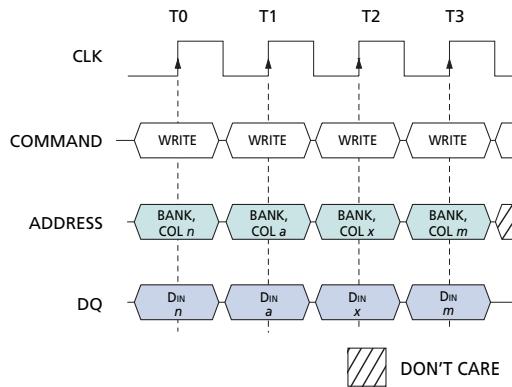 T0 T1 T2 T3
CLK
COMMAND WRITE WRITE WRITE WRITE
BANK, BANK, BANK, BANK,
ADDRESS
COL n COL a COL x COL m
DIN DIN DIN DIN
DQ
n a x m
DON'T CARE